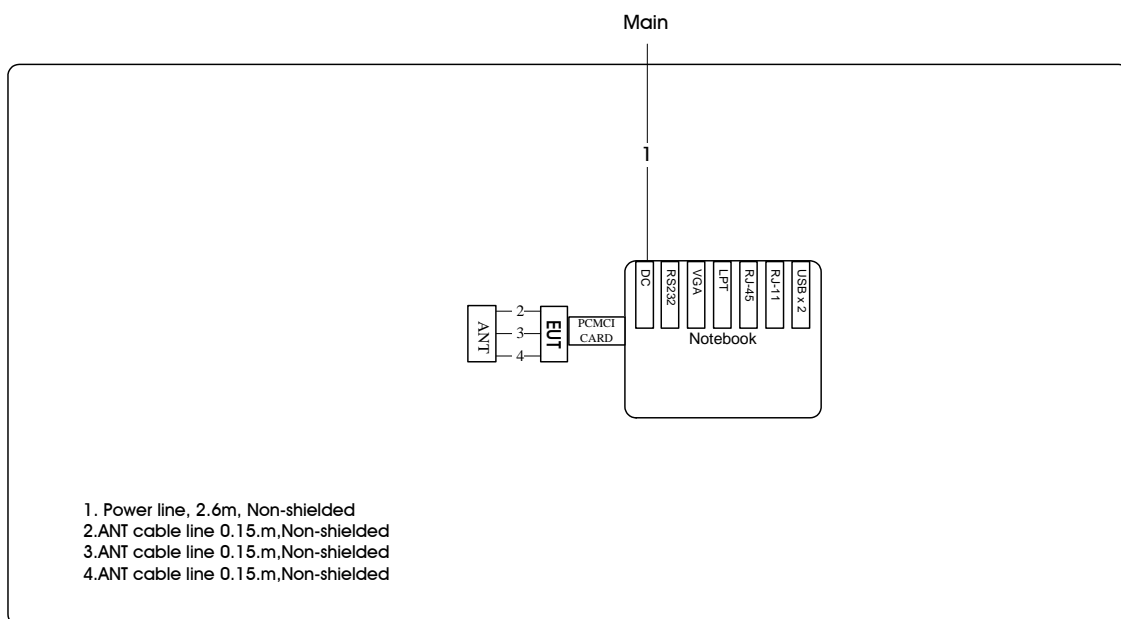 Main
1
DC
RS232
VGA
LPT
RJ-45
RJ-11
USB x 2
Notebook
PCMCI
CARD
EUT
2
3
4
ANT
1. Power line, 2.6m, Non-shielded
2.ANT cable line 0.15.m,Non-shielded
3.ANT cable line 0.15.m,Non-shielded
4.ANT cable line 0.15.m,Non-shielded